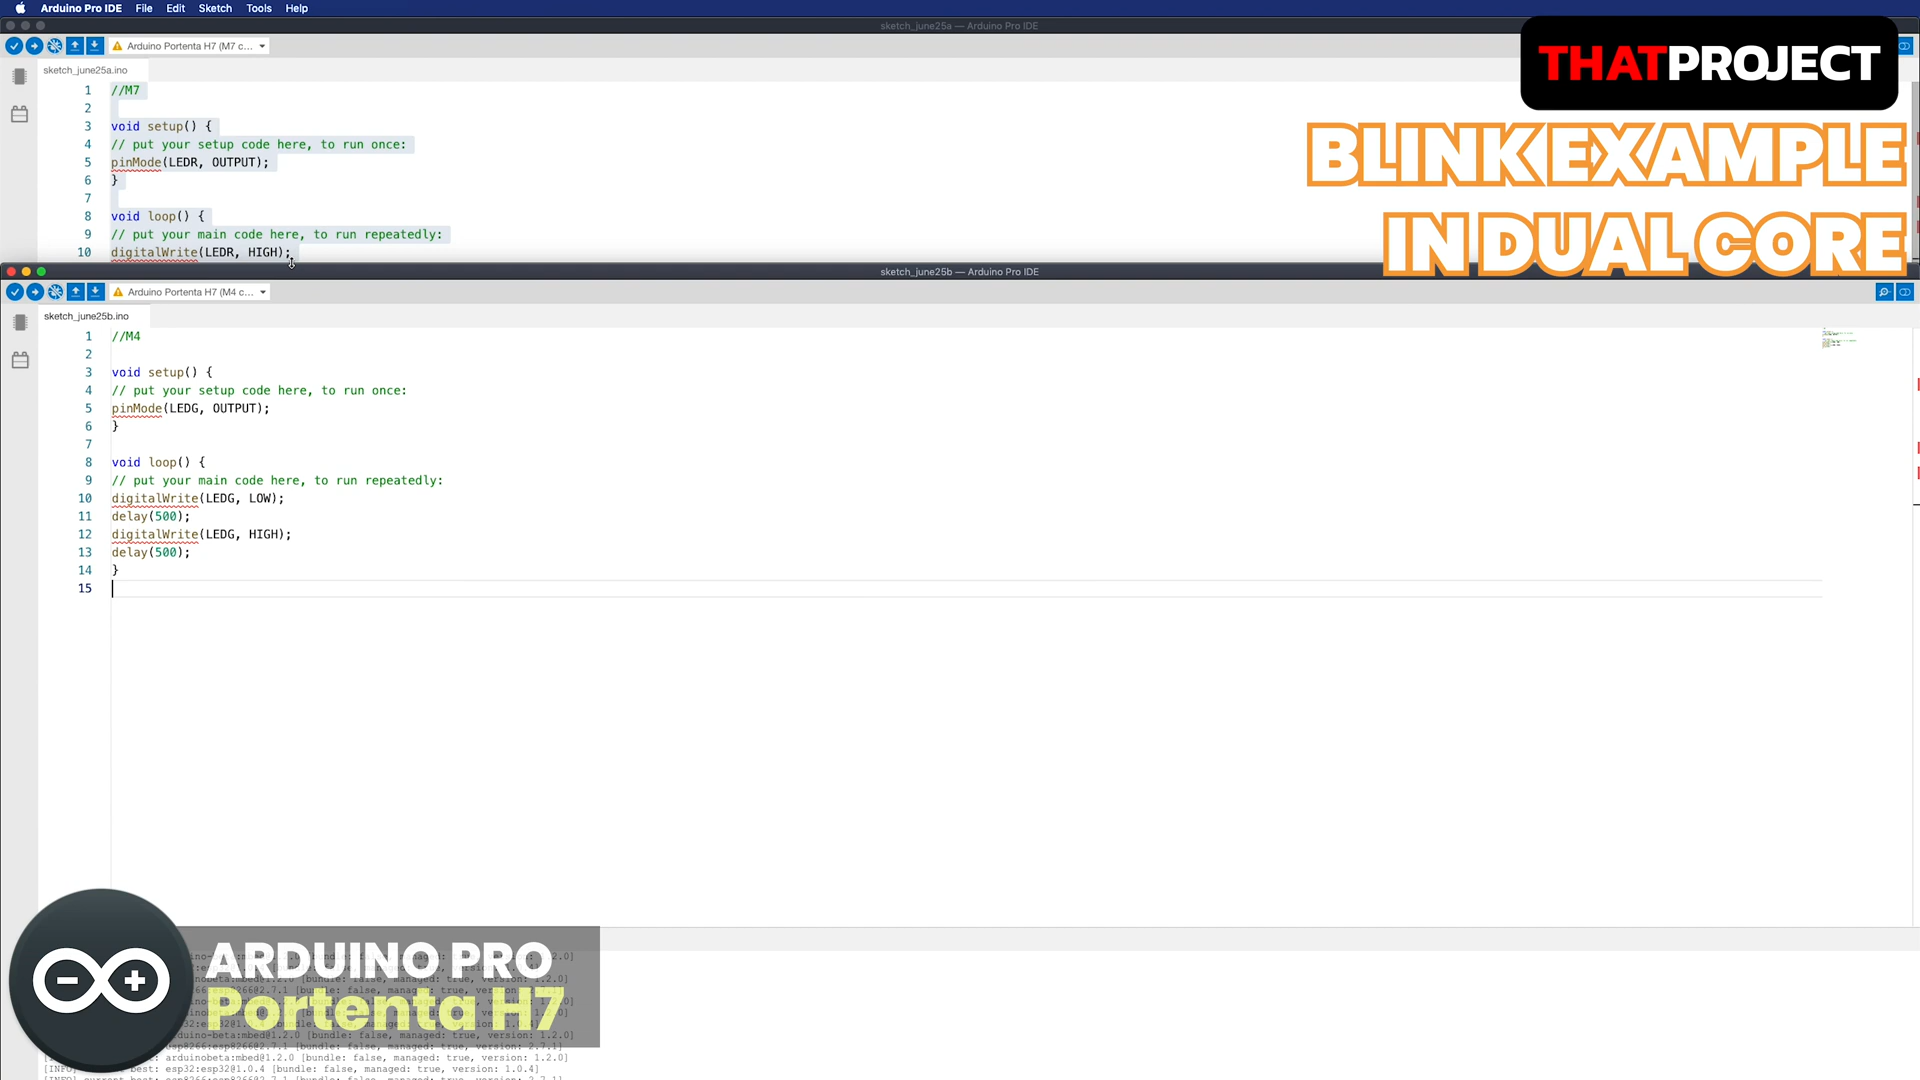 Arduino Pro IDE File Edit Sketch Tools Help
sketch_june25a — Arduino Pro IDE
Arduino Portenta H7 (M7 c...
THATPROJECT
BLINK EXAMPLE
IN DUAL CORE
sketch_june25a.ino
1 //M7
2
3 void setup() {
4 // put your setup code here, to run once:
5 pinMode(LEDR, OUTPUT);
6 }
7
8 void loop() {
9 // put your main code here, to run repeatedly:
10 digitalWrite(LEDR, HIGH);
sketch_june25b — Arduino Pro IDE
Arduino Portenta H7 (M4 c...
sketch_june25b.ino
1 //M4
2
3 void setup() {
4 // put your setup code here, to run once:
5 pinMode(LEDG, OUTPUT);
6 }
7
8 void loop() {
9 // put your main code here, to run repeatedly:
10 digitalWrite(LEDG, LOW);
11 delay(500);
12 digitalWrite(LEDG, HIGH);
13 delay(500);
14 }
15
ARDUINO PRO
Portenta H7
best: arduinobeta:mbed@1.2.0 [bundle: false, managed: true, version: 1.2.0]
[INFO] best: esp32:esp32@1.0.4 [bundle: false, managed: true, version: 1.0.4]